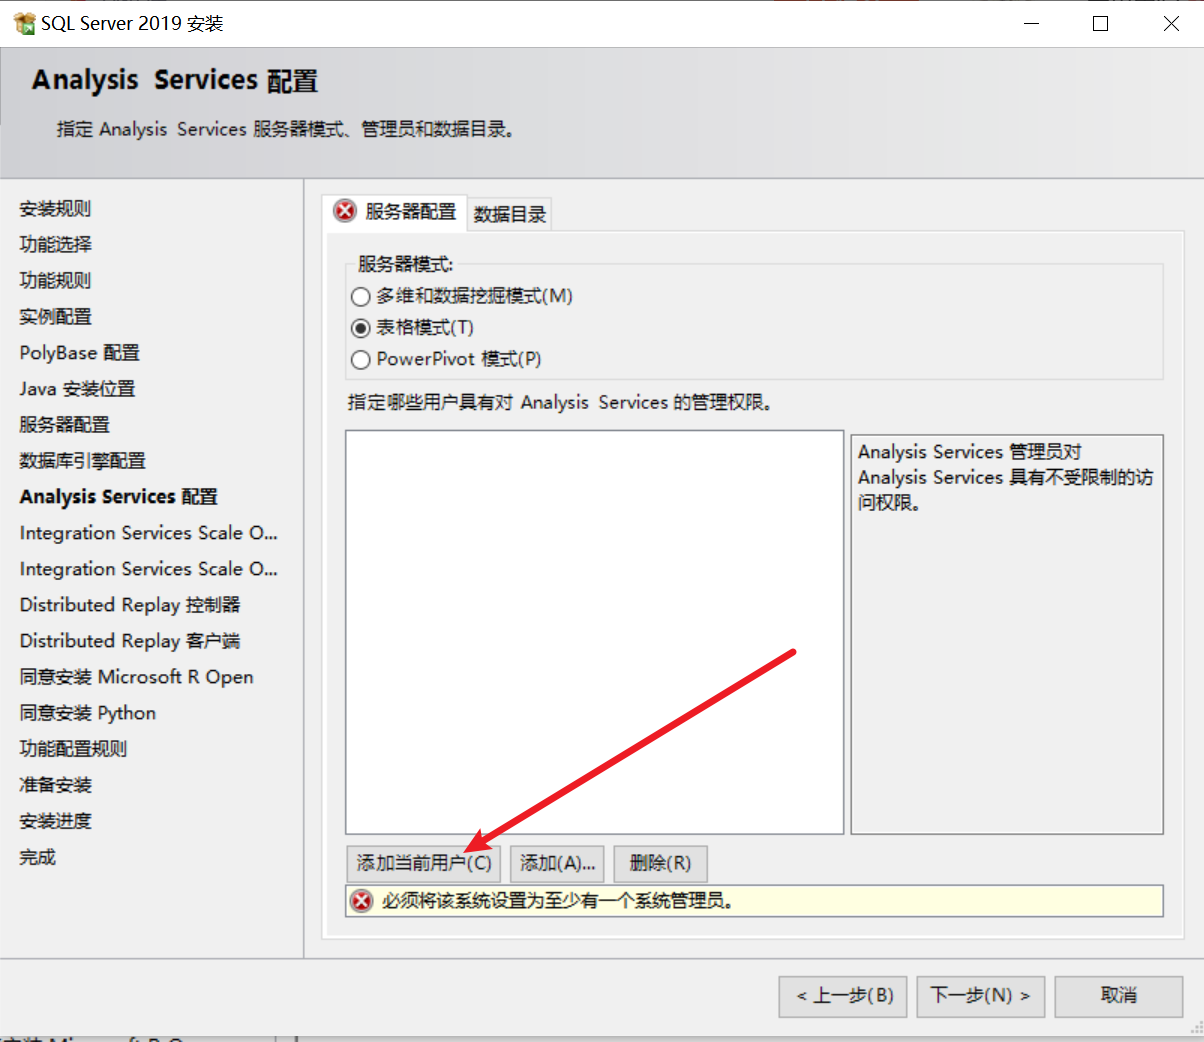 SQL Server 2019 安装
Analysis Services 配置
指定 Analysis Services 服务器模式、管理员和数据目录。
安装规则
功能选择
功能规则
实例配置
PolyBase 配置
Java 安装位置
服务器配置
数据库引擎配置
Analysis Services 配置
Integration Services Scale O...
Integration Services Scale O...
Distributed Replay 控制器
Distributed Replay 客户端
同意安装 Microsoft R Open
同意安装 Python
功能配置规则
准备安装
安装进度
完成
服务器配置
数据目录
服务器模式:
多维和数据挖掘模式(M)
表格模式(T)
PowerPivot 模式(P)
指定哪些用户具有对 Analysis Services 的管理权限。
Analysis Services 管理员对
Analysis Services 具有不受限制的访
问权限。
添加当前用户(C)
添加(A)...
删除(R)
必须将该系统设置为至少有一个系统管理员。
< 上一步(B)
下一步(N) >
取消